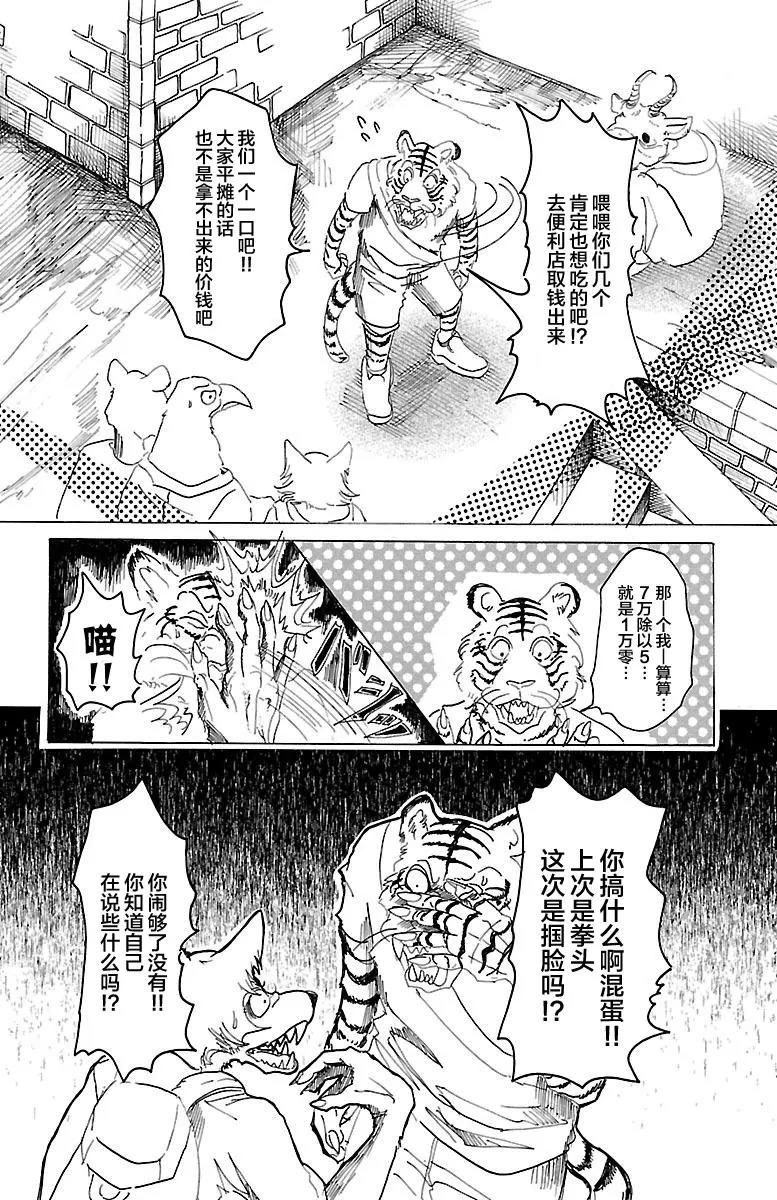 喂喂你们几个
肯定也想吃的吧!?
去便利店取钱出来
我们一个一口吧!!
大家平摊的话
也不是拿不出来的价钱吧
那—个我—算算…
7万除以5…
就是1万零…
喵!!
バシッ
你搞什么啊混蛋!!
上次是拳头
这次是掴脸吗!?
你闹够了没有!!
你知道自己
在说些什么吗!?